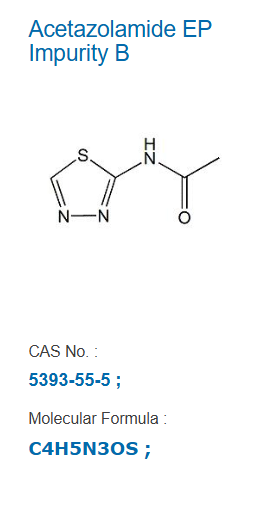 Acetazolamide EP
Impurity B
H
S
N
N
N
O
CAS No. :
5393-55-5 ;
Molecular Formula :
C4H5N3OS ;